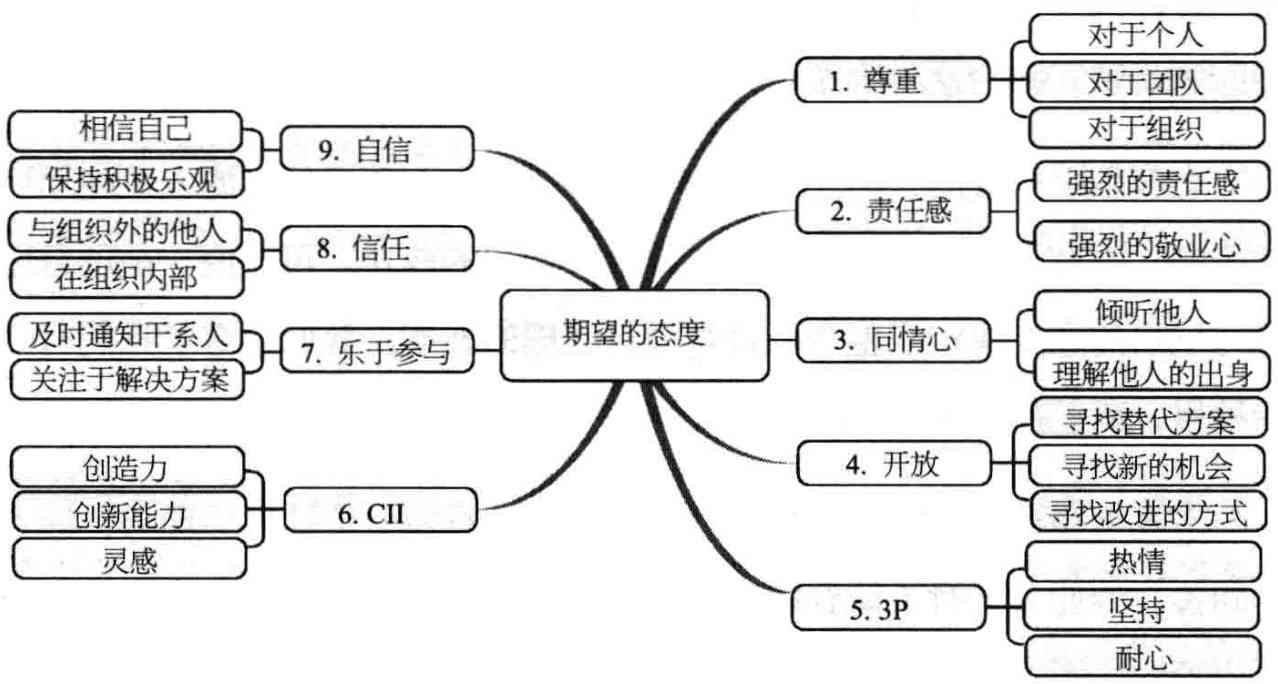 期望的态度
1. 尊重
对于个人
对于团队
对于组织
2. 责任感
强烈的责任感
强烈的敬业心
3. 同情心
倾听他人
理解他人的出身
4. 开放
寻找替代方案
寻找新的机会
寻找改进的方式
5. 3P
热情
坚持
耐心
6. CII
创造力
创新能力
灵感
7. 乐于参与
及时通知干系人
关注于解决方案
8. 信任
与组织外的他人
在组织内部
9. 自信
相信自己
保持积极乐观